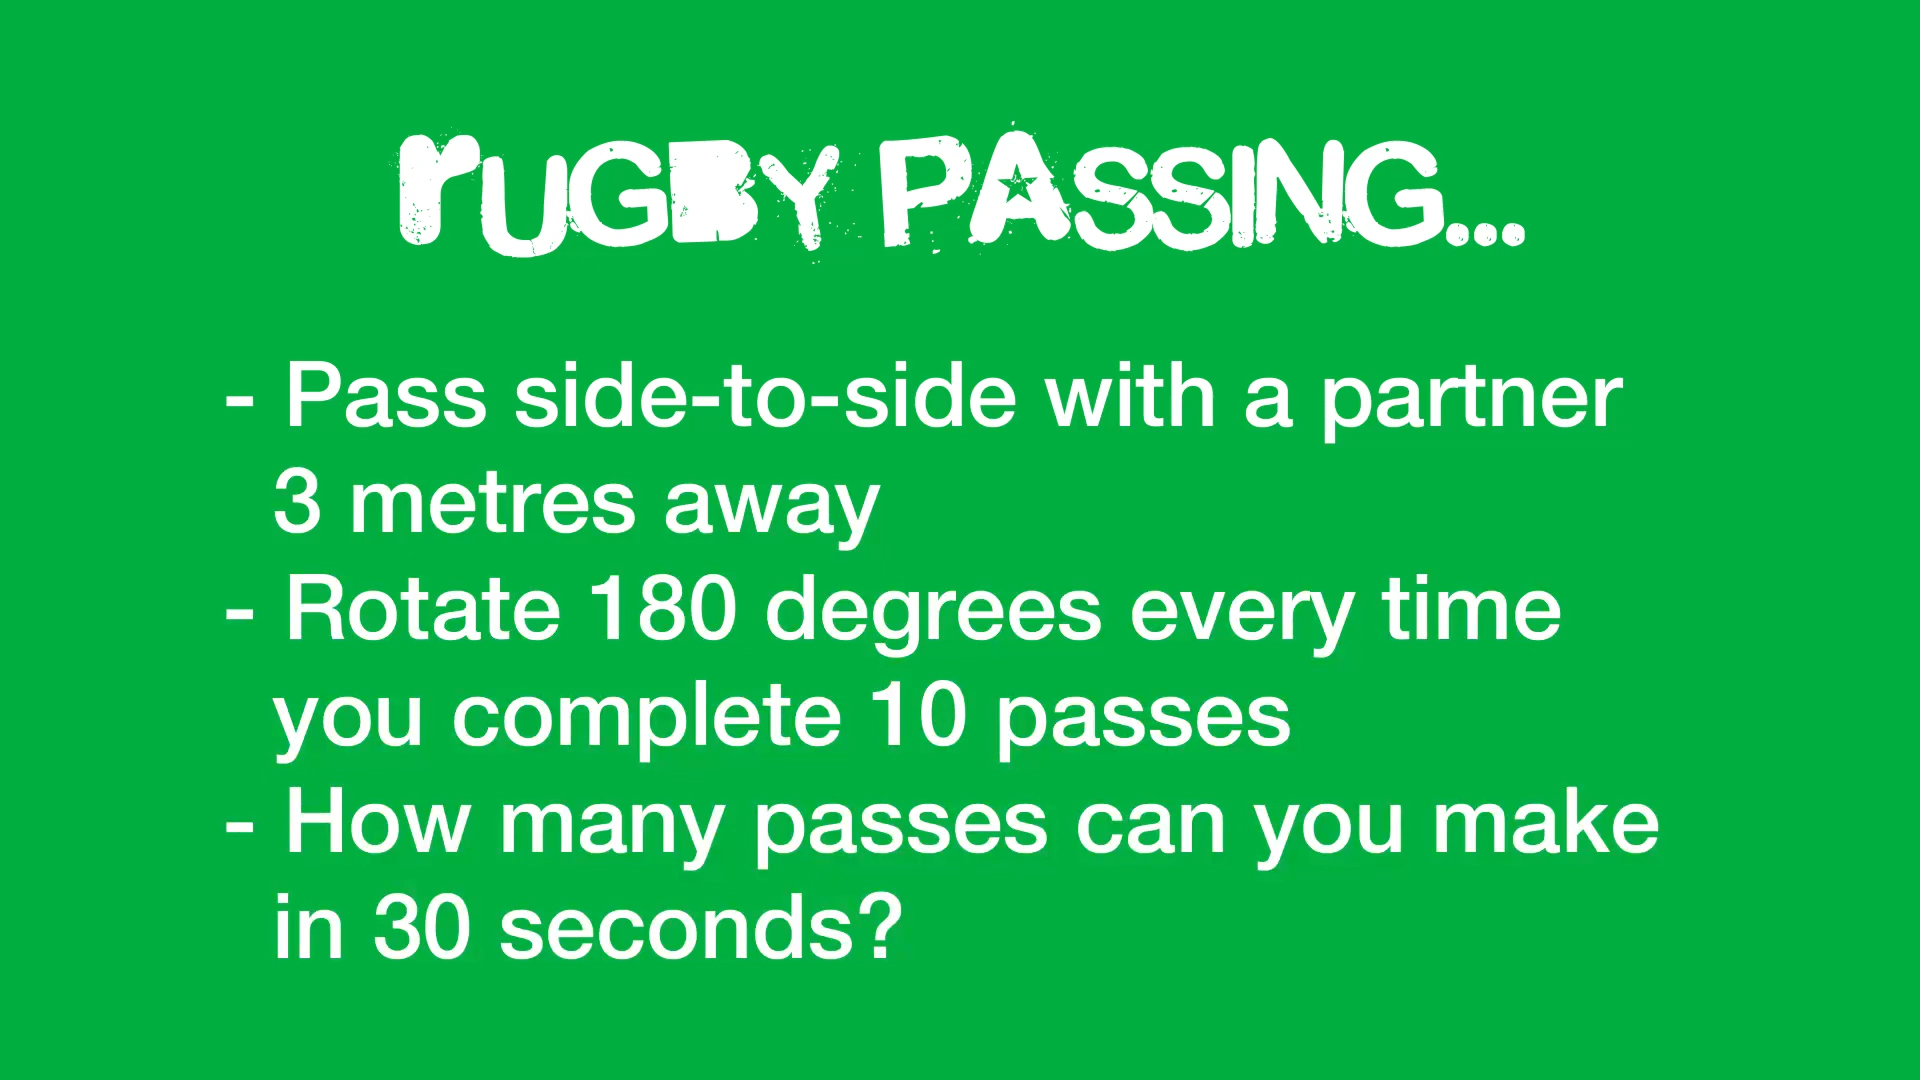 RUGBY PASSING...
- Pass side-to-side with a partner
3 metres away
- Rotate 180 degrees every time
you complete 10 passes
- How many passes can you make
in 30 seconds?